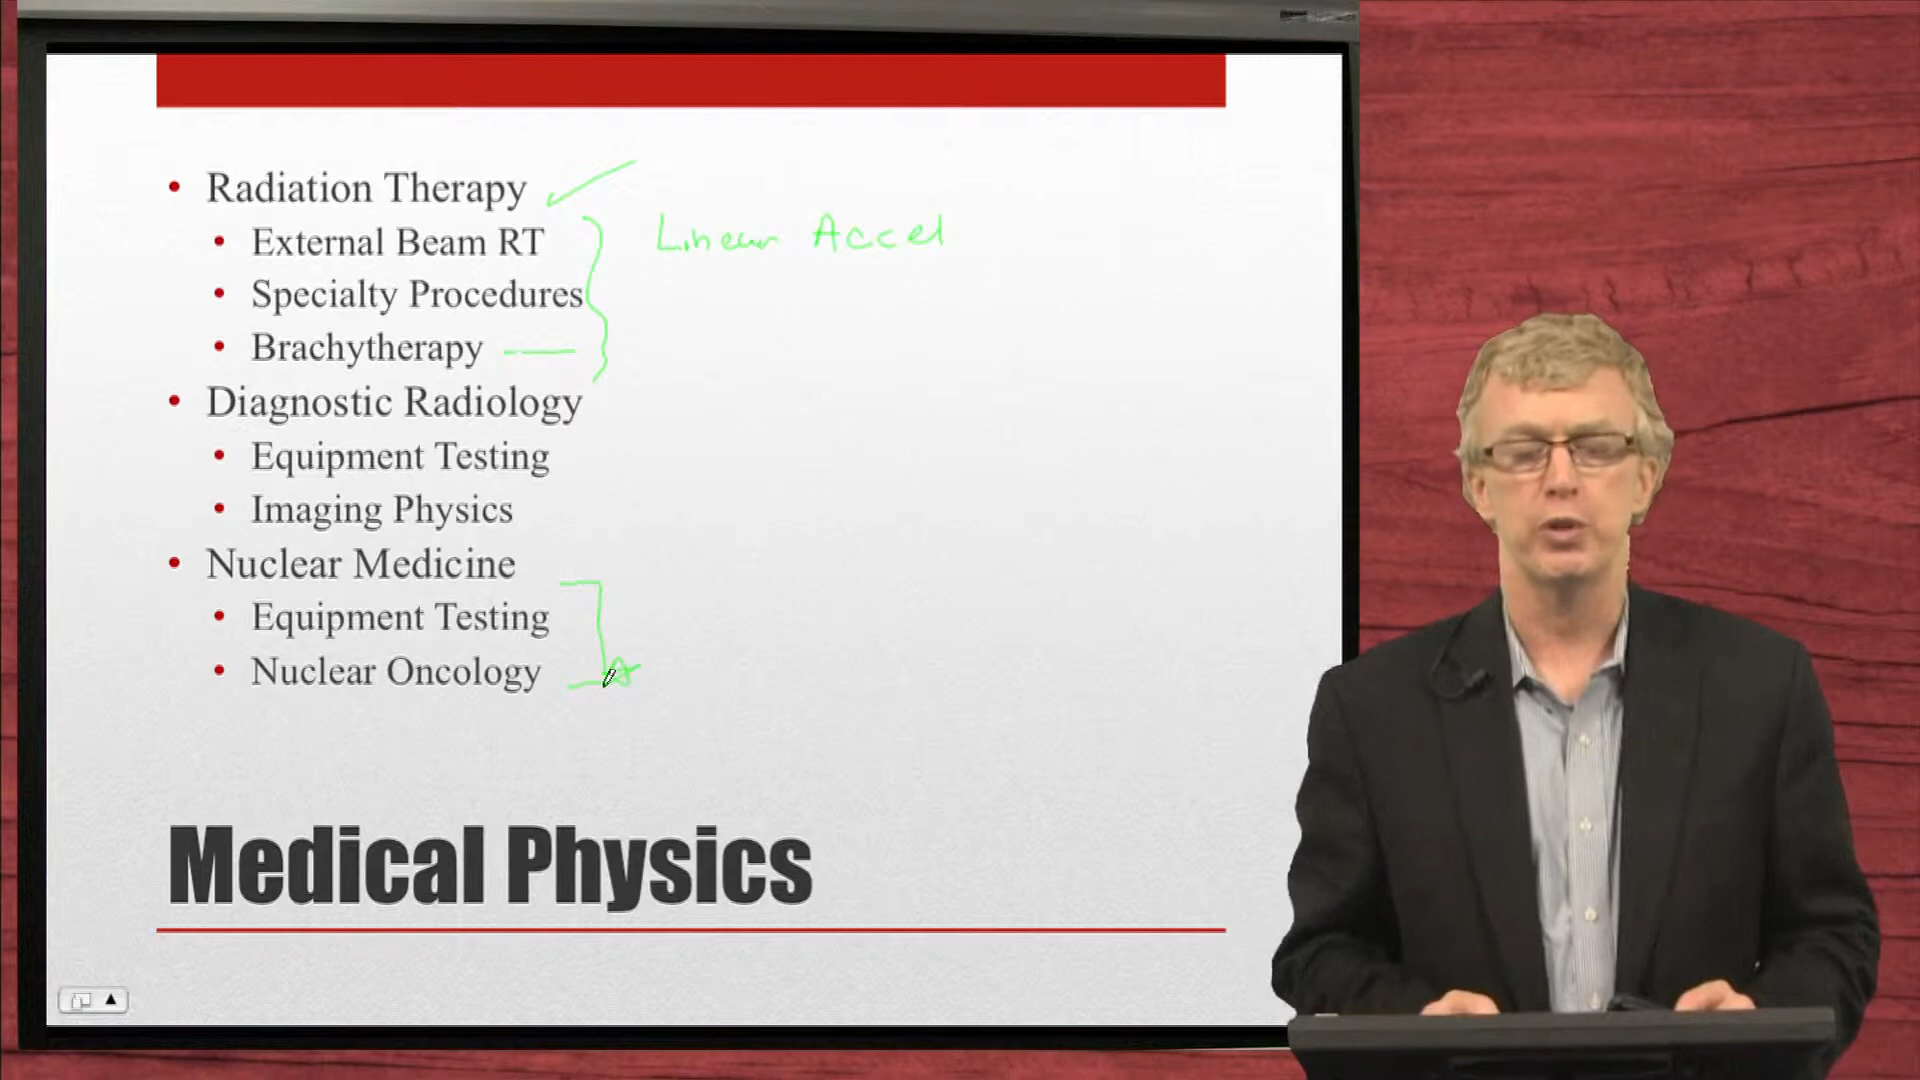 Radiation Therapy
External Beam RT
Linear Accel
Specialty Procedures
Brachytherapy
Diagnostic Radiology
Equipment Testing
Imaging Physics
Nuclear Medicine
Equipment Testing
Nuclear Oncology
Medical Physics